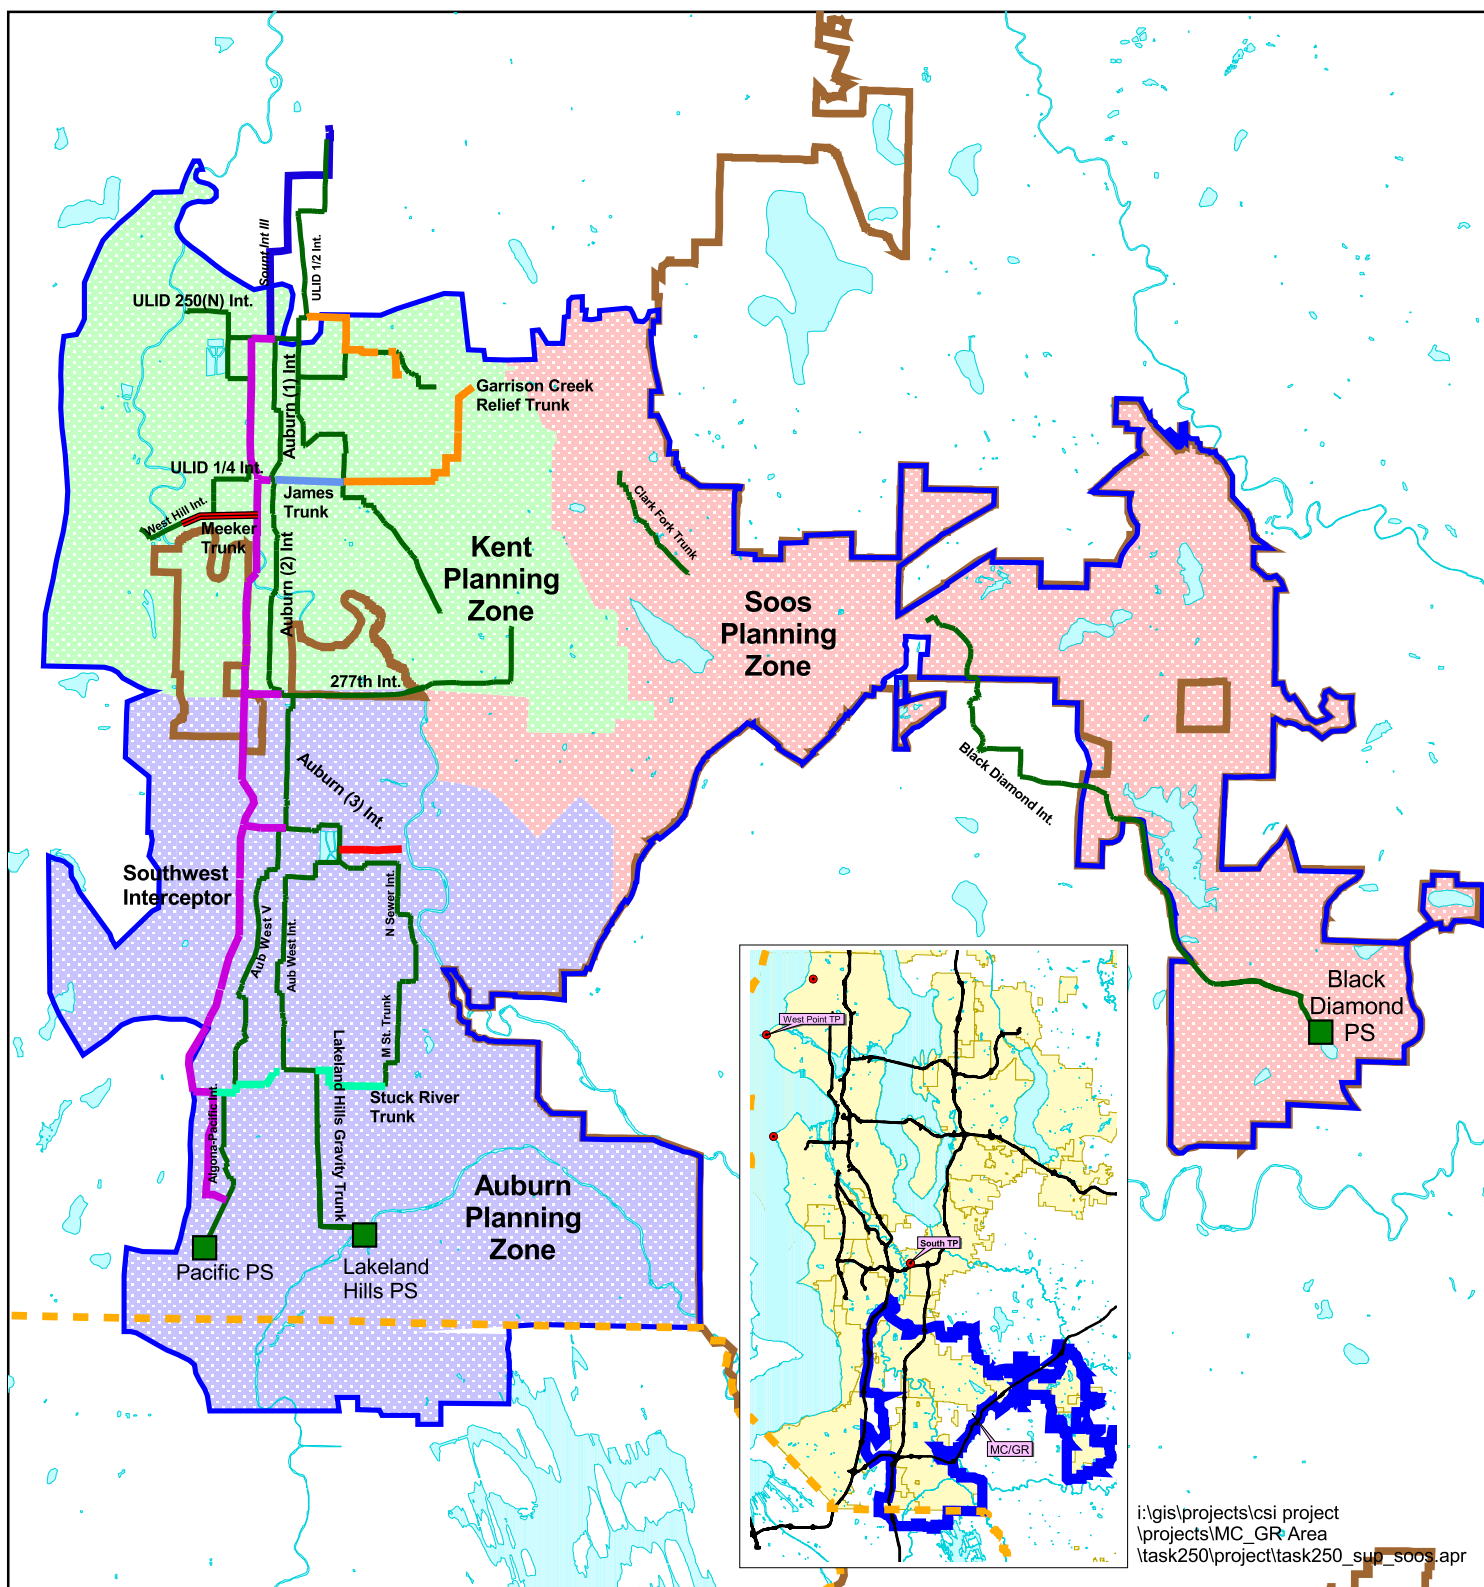 Sount Int III
ULID 1/2 Int.
ULID 250(N) Int.
Auburn (1) Int
Garrison Creek
Relief Trunk
ULID 1/4 Int.
James
Trunk
West Hill Int.
Meeker
Trunk
Clark Fork Trunk
Auburn (2) Int
Kent
Planning
Zone
Soos
Planning
Zone
277th Int.
Black Diamond Int.
Auburn (3) Int.
Southwest
Interceptor
N Sewer Int.
Aub West V
Aub West Int.
M St. Trunk
Lakeland Hills Gravity Trunk
Black
Diamond
PS
Stuck River
Trunk
Algona-Pacific Int.
Auburn
Planning
Zone
Pacific PS
Lakeland
Hills PS
West Point TP
South TP
MC/GR
i:\gis\projects\csi project
\projects\MC_GR Area
\task250\project\task250_sup_soos.apr